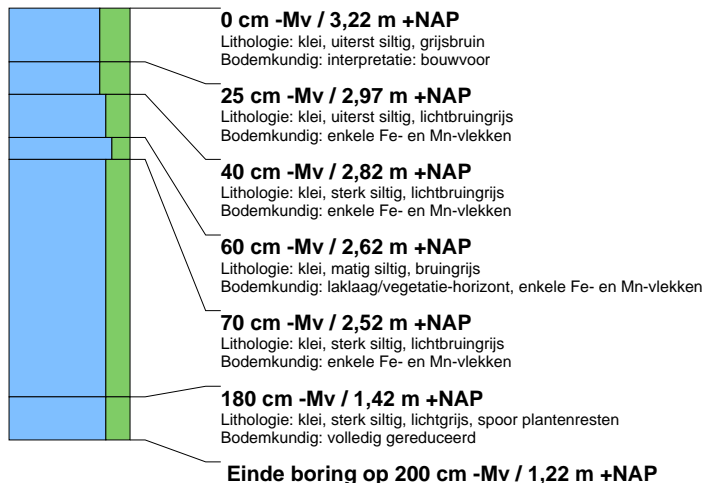 0 cm -Mv / 3,22 m +NAP
Lithologie: klei, uiterst siltig, grijsbruin
Bodemkundig: interpretatie: bouwvoor
25 cm -Mv / 2,97 m +NAP
Lithologie: klei, uiterst siltig, lichtbruingrijs
Bodemkundig: enkele Fe- en Mn-vlekken
40 cm -Mv / 2,82 m +NAP
Lithologie: klei, sterk siltig, lichtbruingrijs
Bodemkundig: enkele Fe- en Mn-vlekken
60 cm -Mv / 2,62 m +NAP
Lithologie: klei, matig siltig, bruingrijs
Bodemkundig: laklaag/vegetatie-horizont, enkele Fe- en Mn-vlekken
70 cm -Mv / 2,52 m +NAP
Lithologie: klei, sterk siltig, lichtbruingrijs
Bodemkundig: enkele Fe- en Mn-vlekken
180 cm -Mv / 1,42 m +NAP
Lithologie: klei, sterk siltig, lichtgrijs, spoor plantenresten
Bodemkundig: volledig gereduceerd
Einde boring op 200 cm -Mv / 1,22 m +NAP